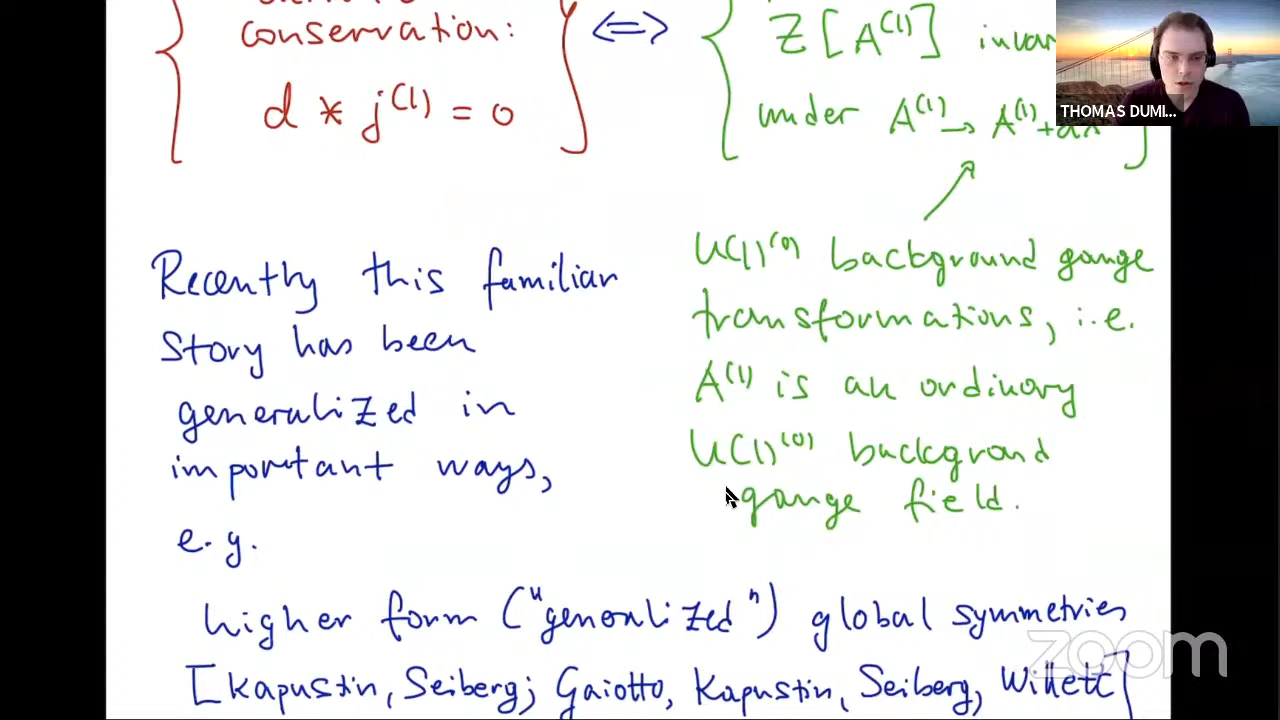 conservation:
d * j^(1) = 0
⟺
Z[A^(1)]
under A^(1) → A^(1) + dλ
U(1)^(0) background gauge
transformations, i.e.
A^(1) is an ordinary
U(1)^(0) background
gauge field.
Recently this familiar
story has been
generalized in
important ways,
e.g.
higher form ("generalized") global symmetries
[Kapustin, Seiberg; Gaiotto, Kapustin, Seiberg, Willett]
THOMAS DUMI...
zoom